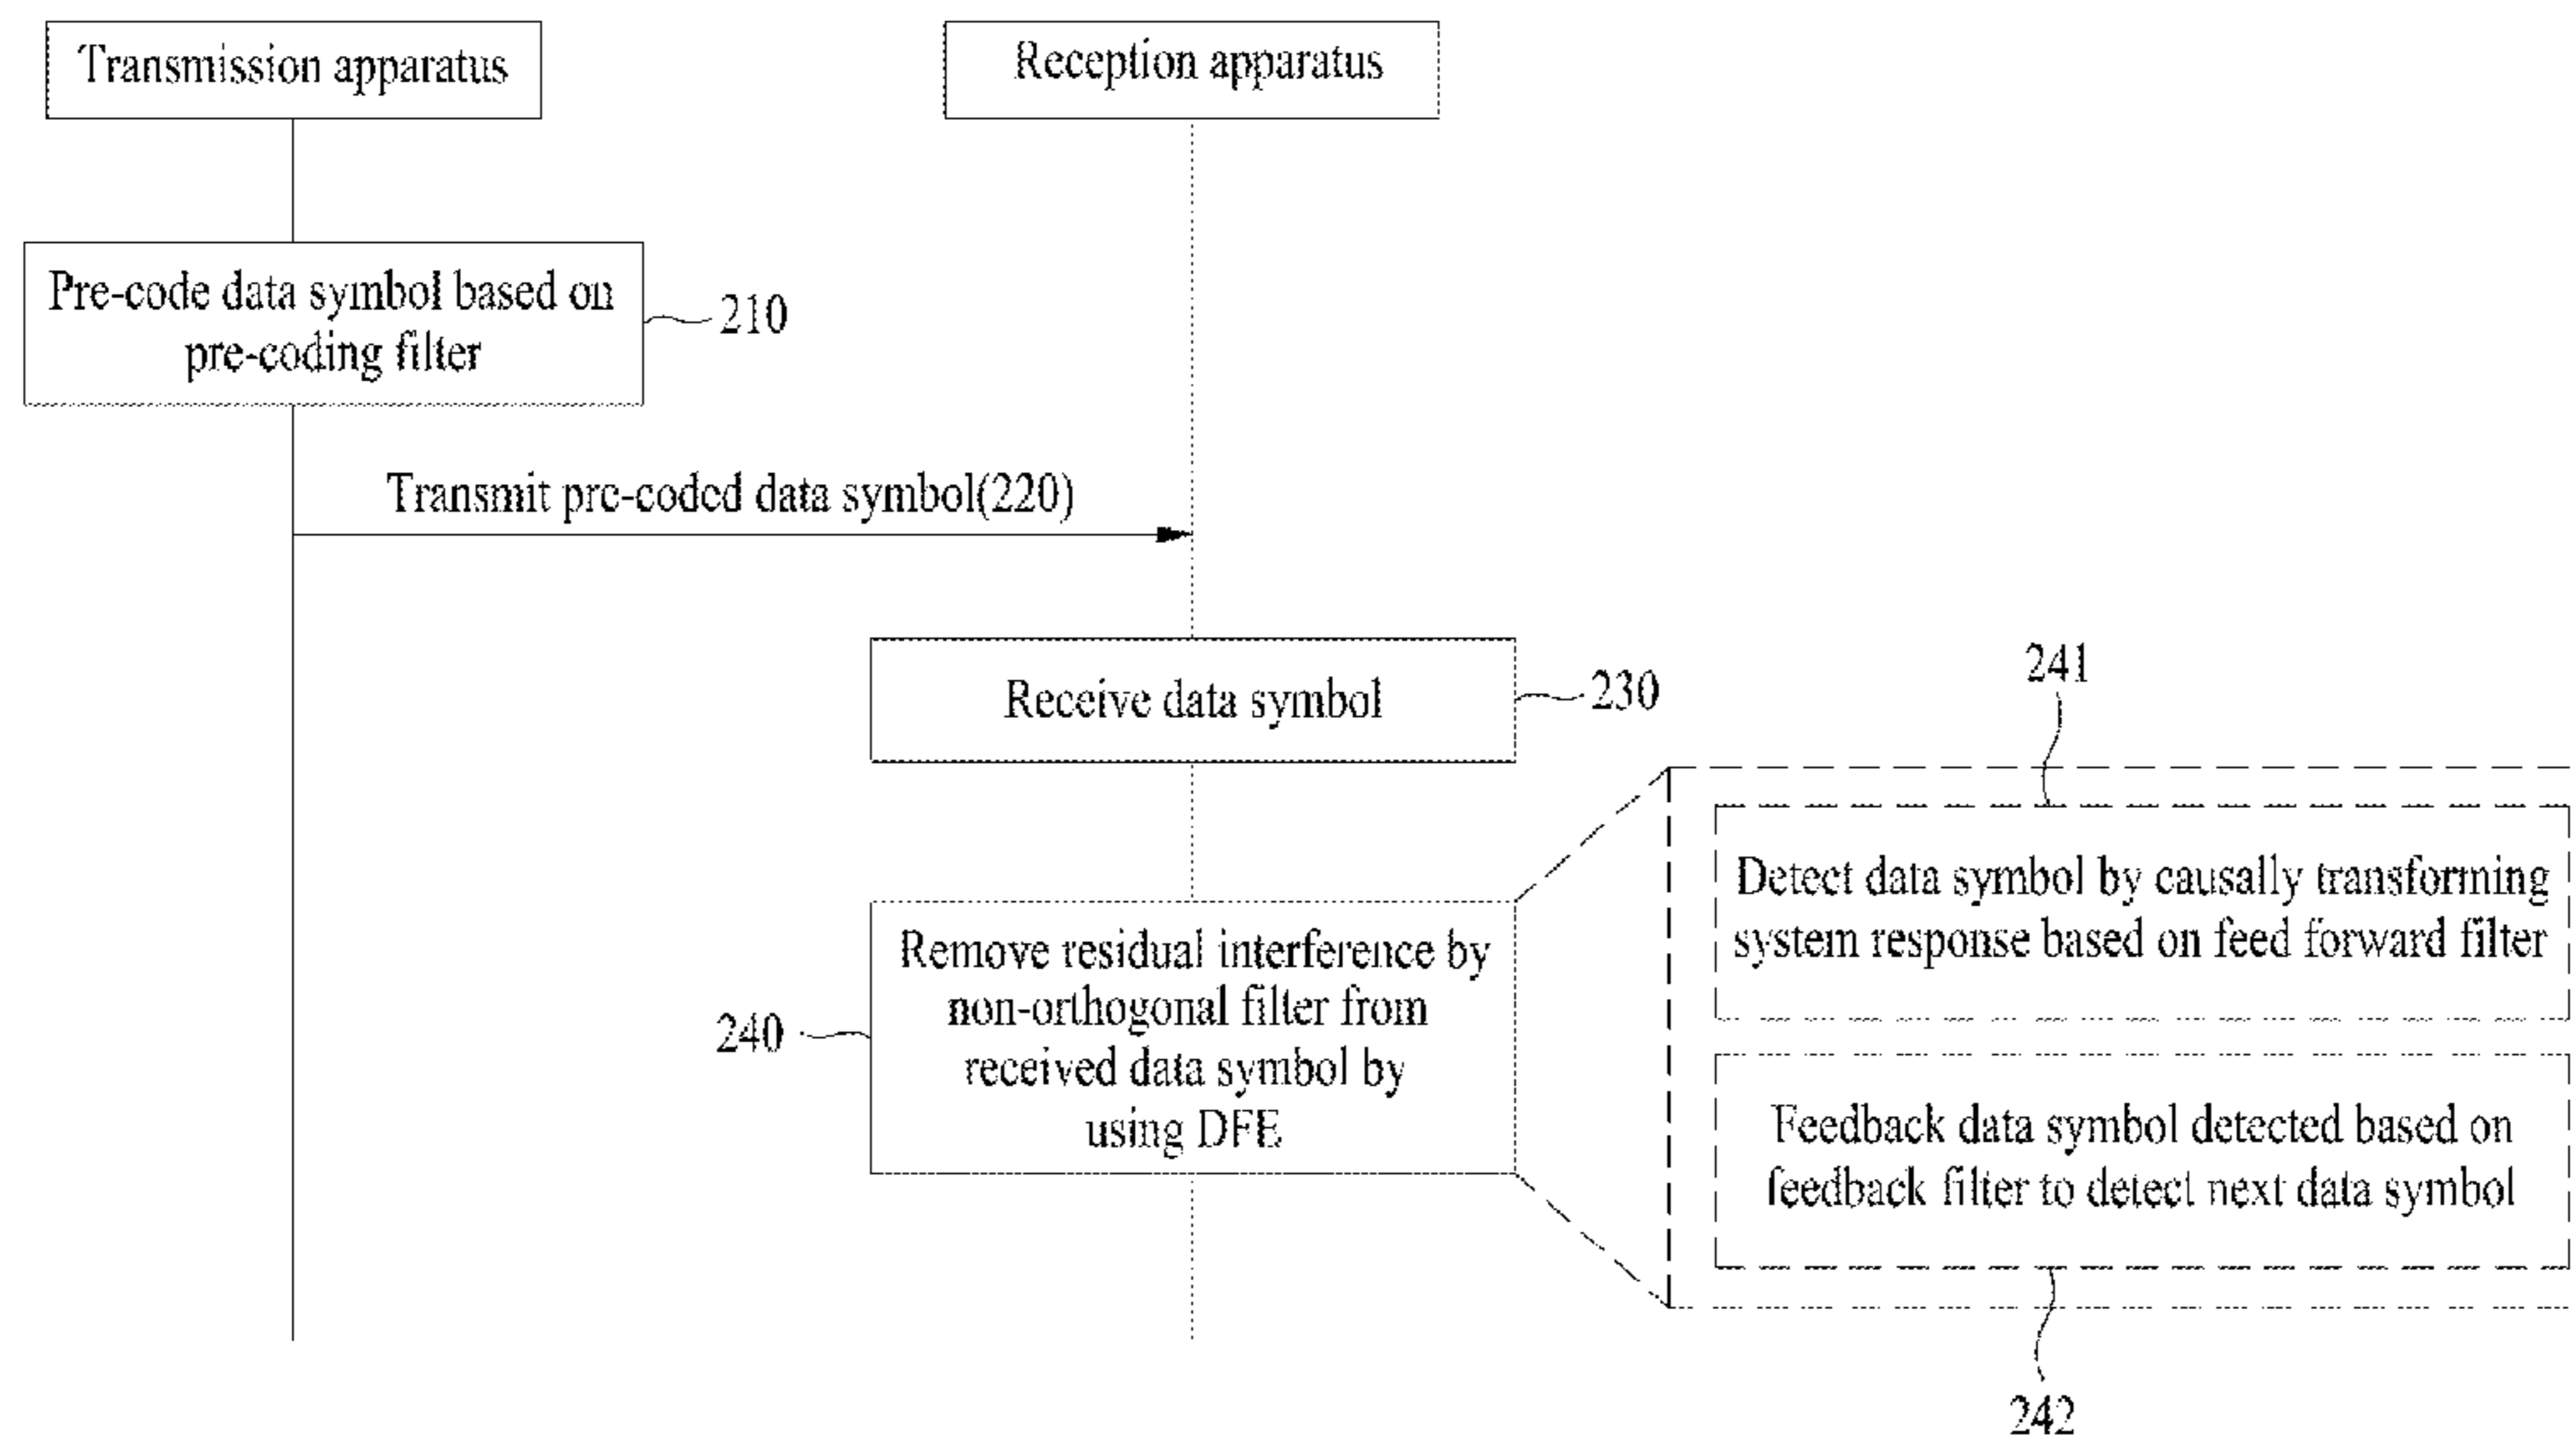 Transmission apparatus
Reception apparatus
Pre-code data symbol based on
pre-coding filter
210
Transmit pre-coded data symbol(220)
Receive data symbol
230
Remove residual interference by
non-orthogonal filter from
received data symbol by
using DFE
240
241
Detect data symbol by causally transforming
system response based on feed forward filter
Feedback data symbol detected based on
feedback filter to detect next data symbol
242